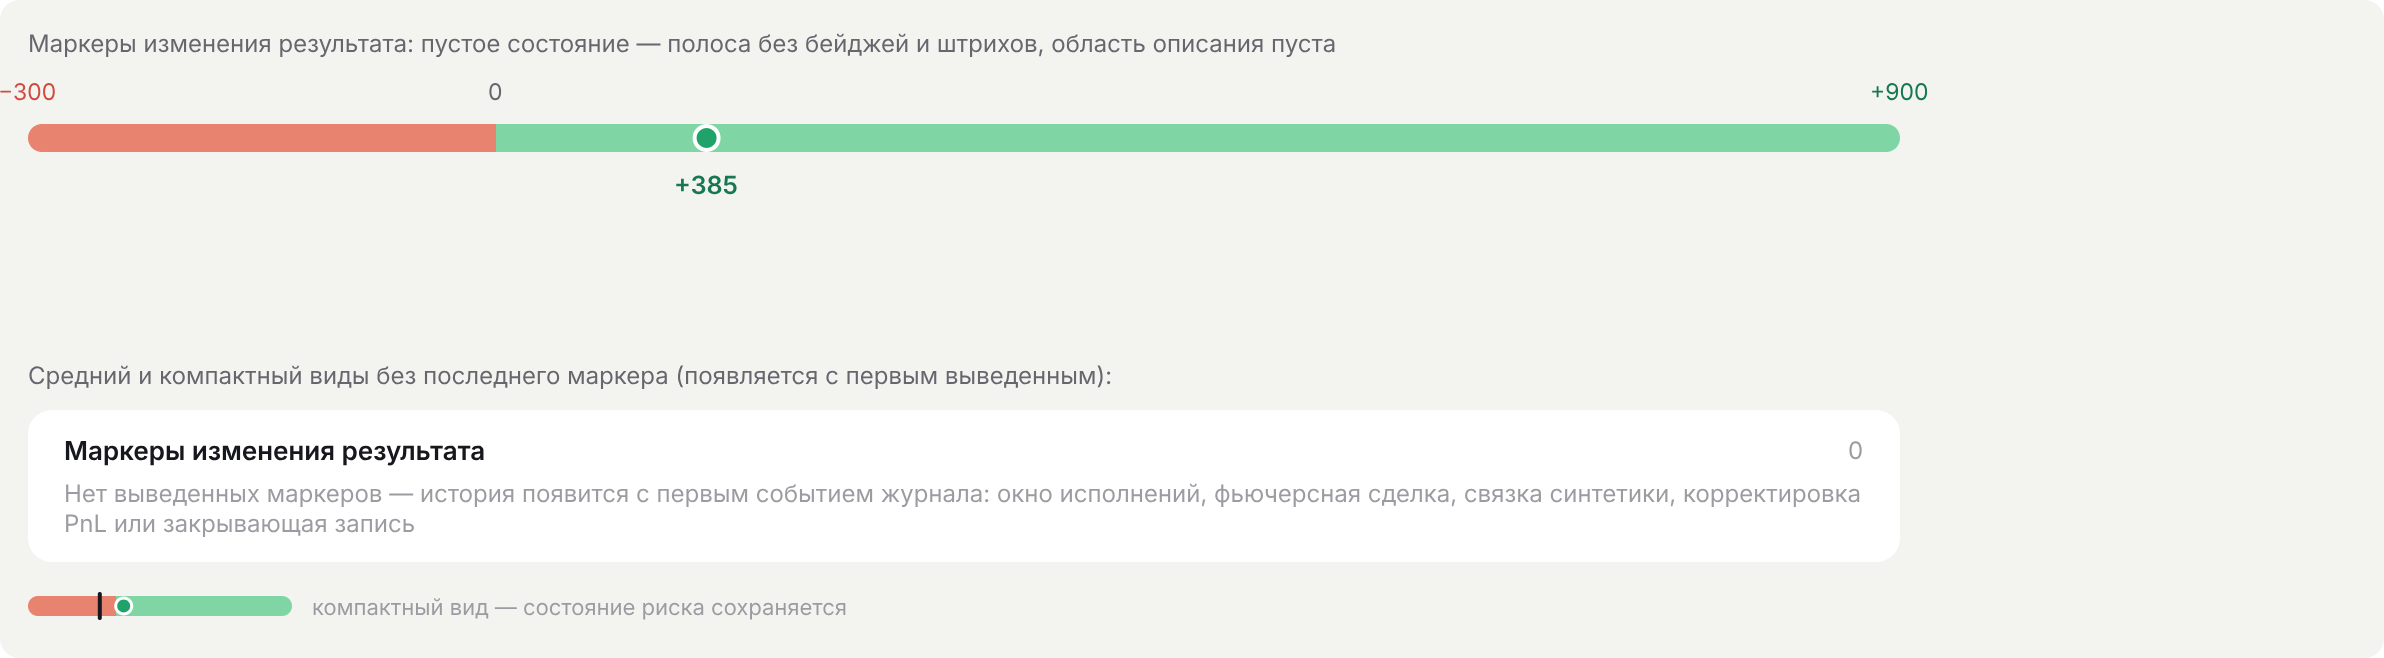 Маркеры изменения результата: пустое состояние — полоса без бейджей и штрихов, область описания пуста
−300 0 +900
+385
Средний и компактный виды без последнего маркера (появляется с первым выведенным):
Маркеры изменения результата 0
Нет выведенных маркеров — история появится с первым событием журнала: окно исполнений, фьючерсная сделка, связка синтетики, корректировка
PnL или закрывающая запись
компактный вид — состояние риска сохраняется